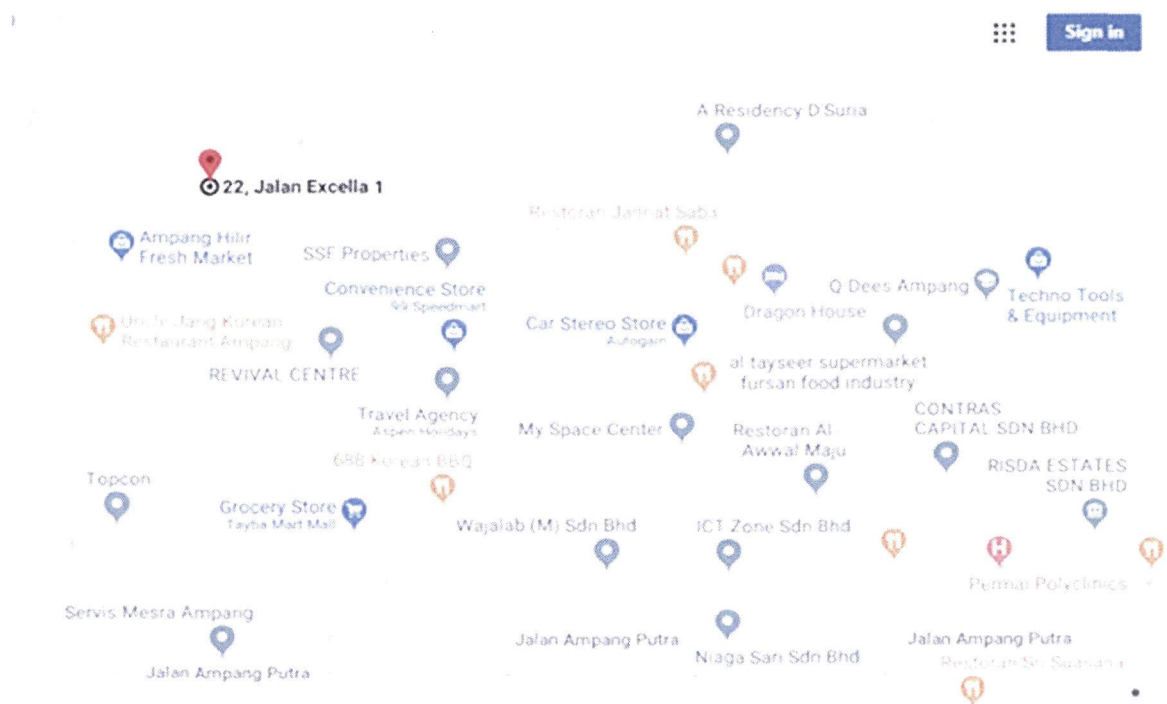 Sign in
A Residency D'Suria
22, Jalan Excella 1
Restoran Jannat Suba
Ampang Hilir
Fresh Market
SSF Properties
Convenience Store
99 Speedmart
Q Dees Ampang
Techno Tools
& Equipment
Dragon House
Car Stereo Store
Autogain
Uncle Jang Korean
Restaurant Ampang
REVIVAL CENTRE
al tayseer supermarket
fursan food industry
Travel Agency
Aspen Holidays
My Space Center
Restoran Al
Awwal Maju
CONTRAS
CAPITAL SDN BHD
688 Korean BBQ
RISDA ESTATES
SDN BHD
Topcon
Grocery Store
Tayba Mart Mall
Wajalab (M) Sdn Bhd
ICT Zone Sdn Bhd
Permai Polyclinics
Servis Mesra Ampang
Jalan Ampang Putra
Jalan Ampang Putra
Niaga Sari Sdn Bhd
Jalan Ampang Putra
Restoran Sri Suasana